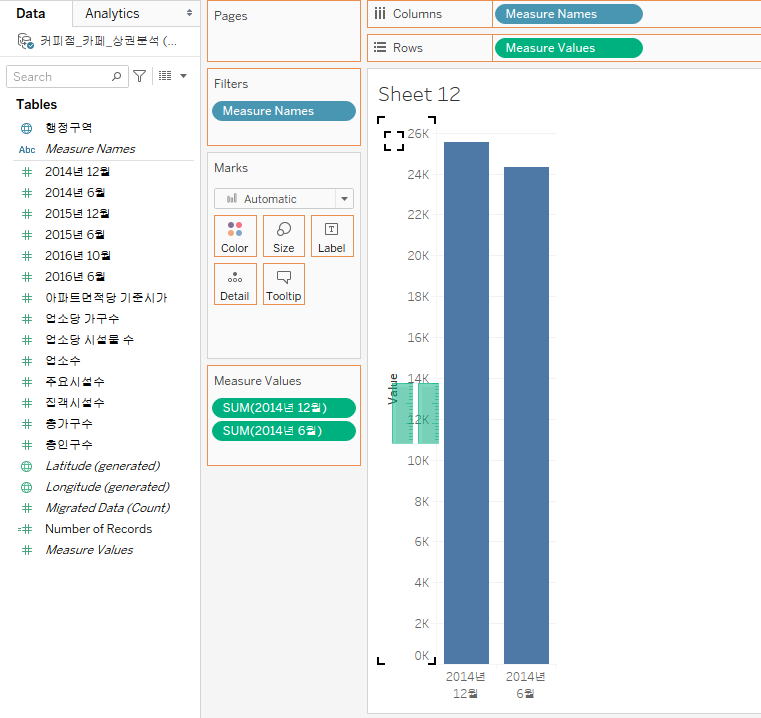 Data
Analytics
커피점_카페_상권분석 (...
Search
Tables
행정구역
Abc
Measure Names
2014년 12월
2014년 6월
2015년 12월
2015년 6월
2016년 10월
2016년 6월
아파트면적당 기준시가
업소당 가구수
업소당 시설물 수
업소수
주요시설수
집객시설수
총가구수
총인구수
Latitude (generated)
Longitude (generated)
Migrated Data (Count)
Number of Records
Measure Values
Pages
Filters
Measure Names
Marks
Automatic
Color
Size
T
Label
Detail
Tooltip
Measure Values
SUM(2014년 12월)
SUM(2014년 6월)
Columns
Measure Names
Rows
Measure Values
Sheet 12
Value
26K
24K
22K
20K
18K
16K
14K
12K
10K
8K
6K
4K
2K
0K
2014년
12월
2014년
6월